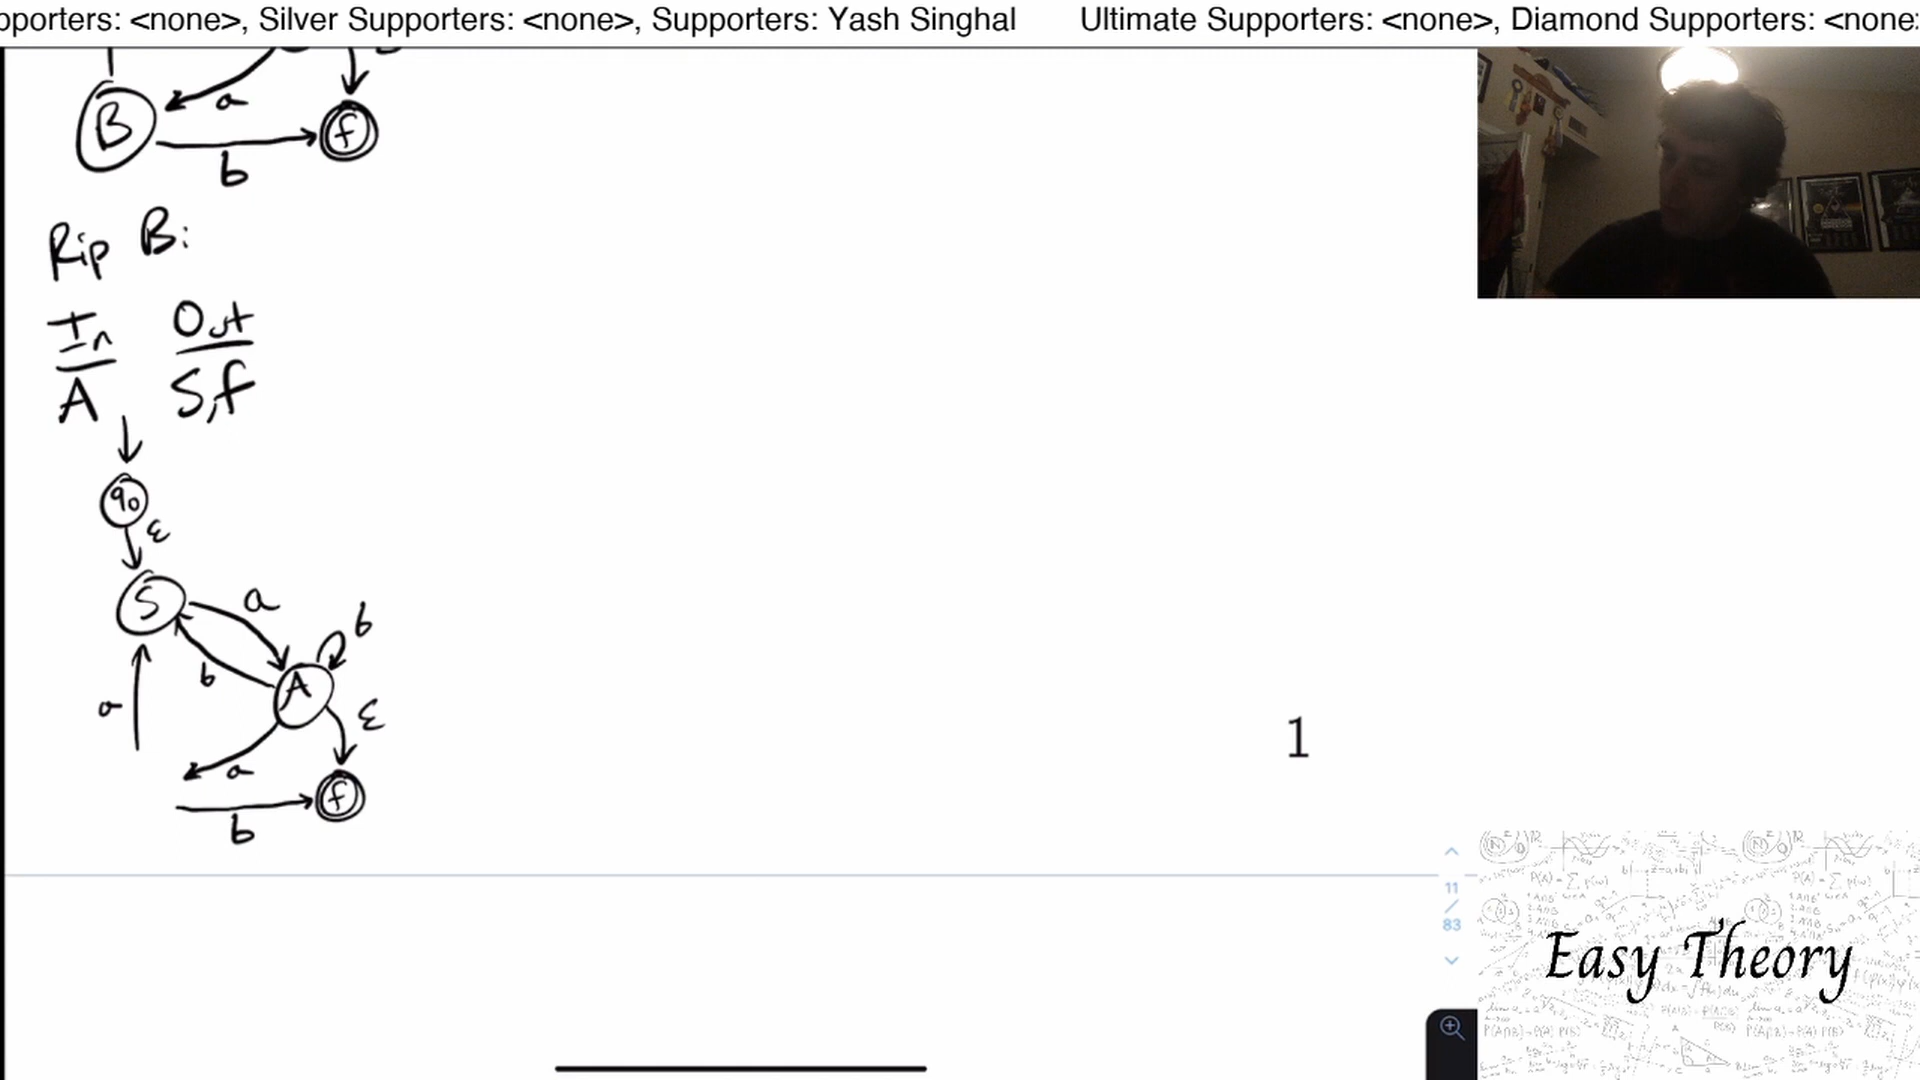 pporters: <none>, Silver Supporters: <none>, Supporters: Yash Singhal Ultimate Supporters: <none>, Diamond Supporters: <none
B
a
f
b
Rip B:
In Out
A S,f
q0
ε
S
a
b
b
A
a
ε
a
f
b
1
11
83
Easy Theory